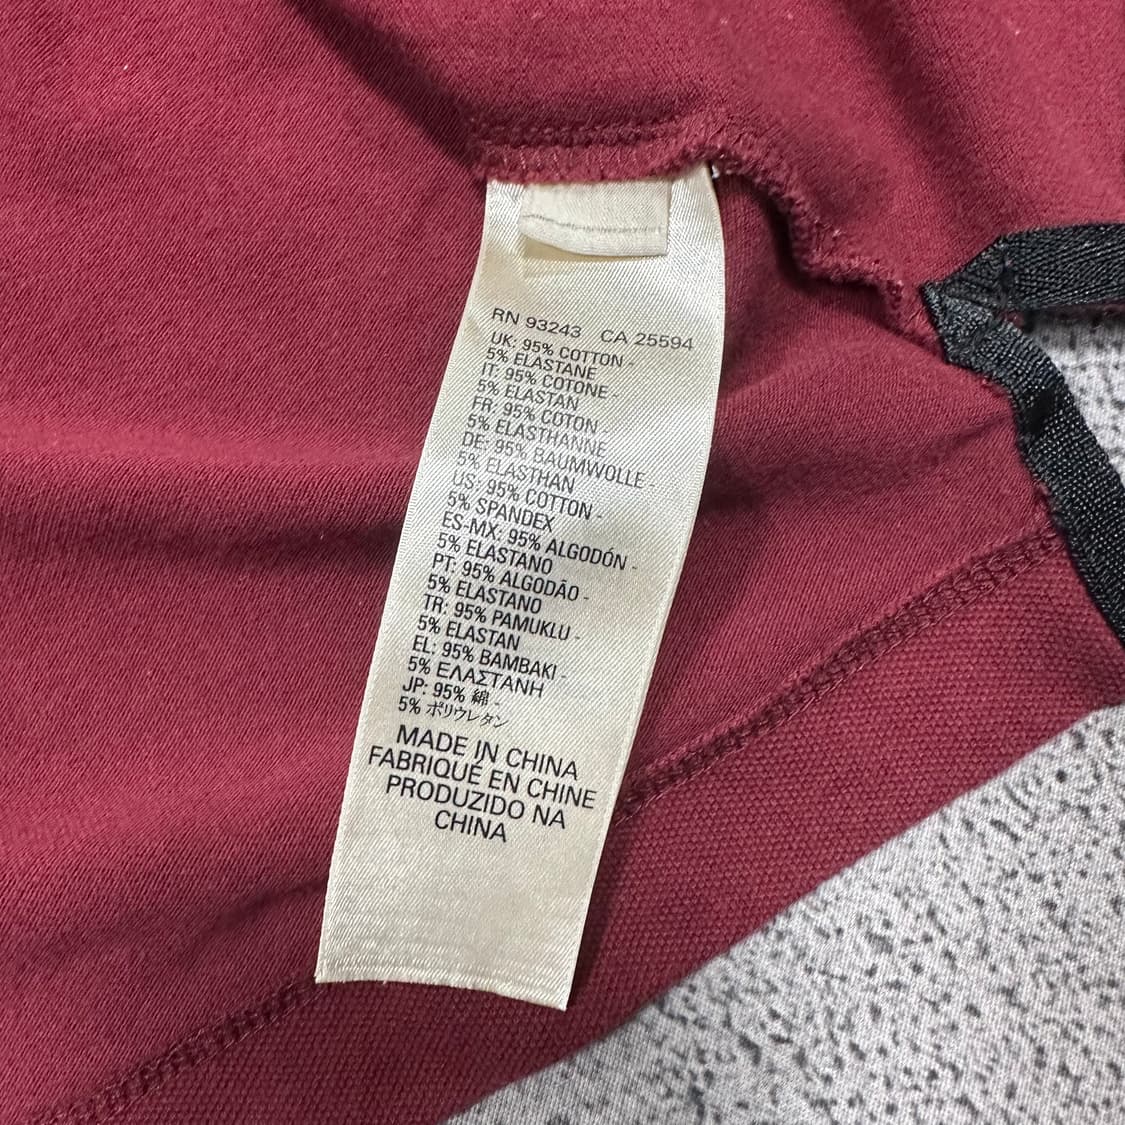 RN 93243 CA 25594
UK: 95% COTTON -
5% ELASTANE
IT: 95% COTONE -
5% ELASTAN
FR: 95% COTON -
5% ELASTHANNE
DE: 95% BAUMWOLLE -
5% ELASTHAN
US: 95% COTTON -
5% SPANDEX
ES-MX: 95% ALGODÓN -
5% ELASTANO
PT: 95% ALGODÃO -
5% ELASTANO
TR: 95% PAMUKLU -
5% ELASTAN
EL: 95% BAMBAKI -
5% ΕΛΑΣΤΑΝΗ
JP: 95% 綿 -
5% ポリウレタン
MADE IN CHINA
FABRIQUÉ EN CHINE
PRODUZIDO NA
CHINA